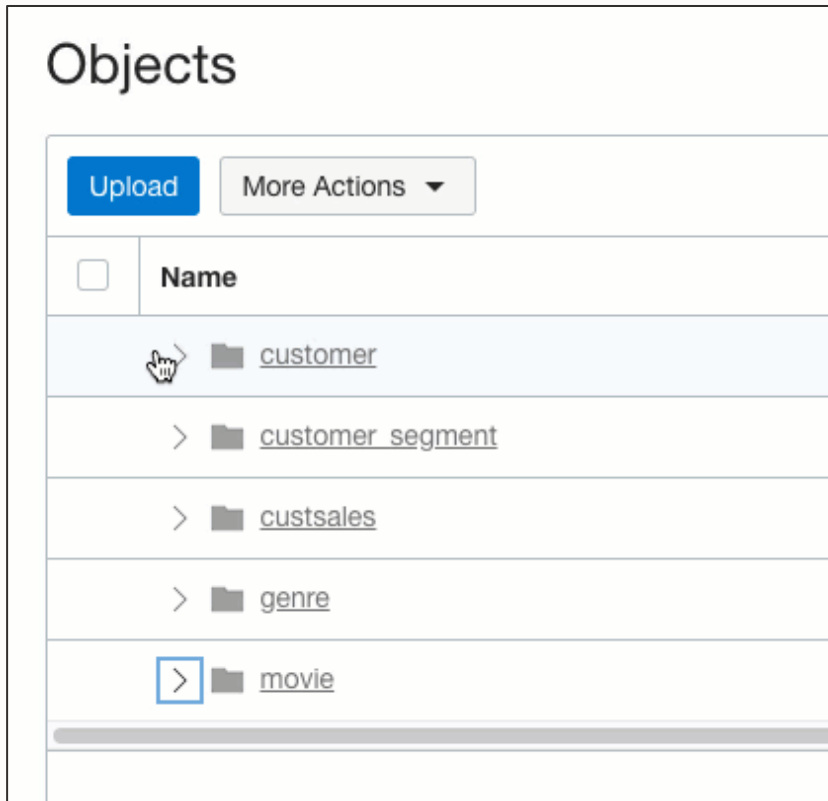 Objects
Upload More Actions
Name
customer
customer_segment
custsales
genre
movie